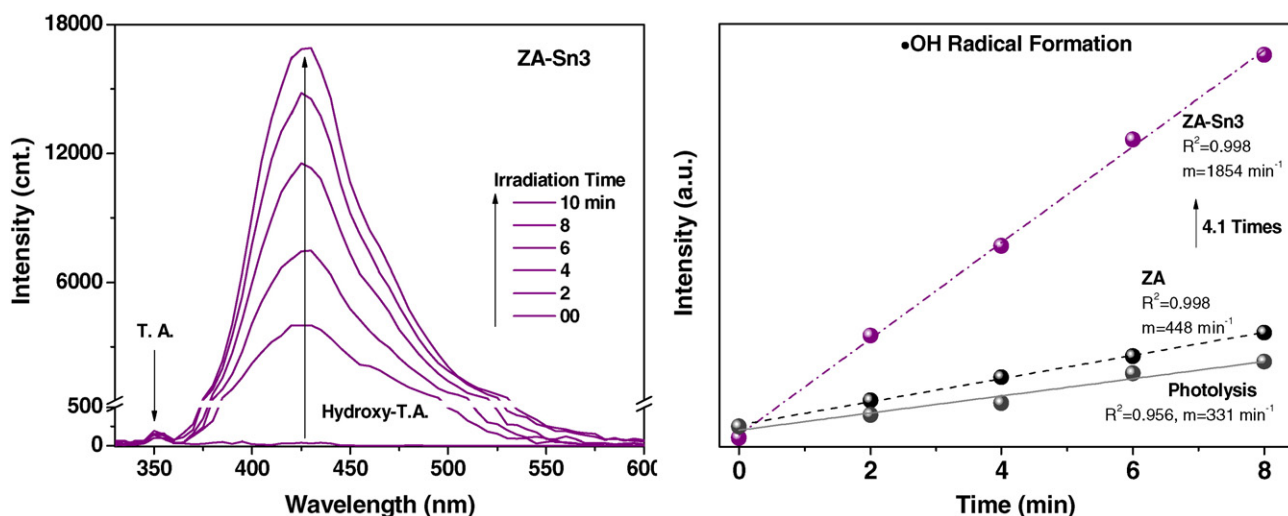 18000
12000
6000
500
0
Intensity (cnt.)
ZA-Sn3
Irradiation Time
10 min
8
6
4
2
00
T. A.
Hydroxy-T.A.
350
400
450
500
550
600
Wavelength (nm)
•OH Radical Formation
Intensity (a.u.)
ZA-Sn3
R²=0.998
m=1854 min⁻¹
4.1 Times
ZA
R²=0.998
m=448 min⁻¹
Photolysis
R²=0.956, m=331 min⁻¹
0
2
4
6
8
Time (min)